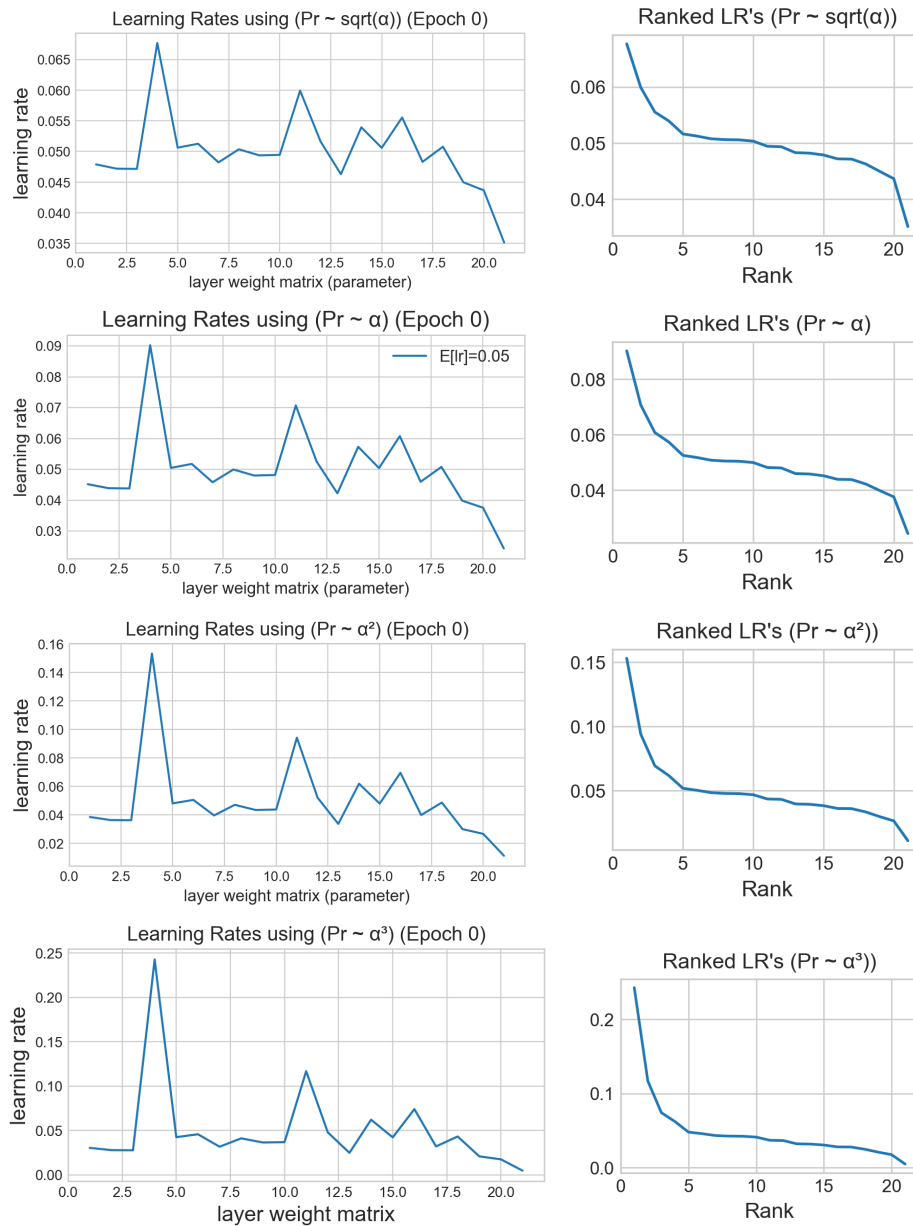 Learning Rates using (Pr ~ sqrt(α)) (Epoch 0)
learning rate
0.065
0.060
0.055
0.050
0.045
0.040
0.035
0.0 2.5 5.0 7.5 10.0 12.5 15.0 17.5 20.0
layer weight matrix (parameter)
Ranked LR's (Pr ~ sqrt(α))
0.06
0.05
0.04
0 5 10 15 20
Rank
Learning Rates using (Pr ~ α) (Epoch 0)
E[lr]=0.05
learning rate
0.09
0.08
0.07
0.06
0.05
0.04
0.03
0.0 2.5 5.0 7.5 10.0 12.5 15.0 17.5 20.0
layer weight matrix (parameter)
Ranked LR's (Pr ~ α)
0.08
0.06
0.04
0 5 10 15 20
Rank
Learning Rates using (Pr ~ α²) (Epoch 0)
learning rate
0.16
0.14
0.12
0.10
0.08
0.06
0.04
0.02
0.0 2.5 5.0 7.5 10.0 12.5 15.0 17.5 20.0
layer weight matrix (parameter)
Ranked LR's (Pr ~ α²))
0.15
0.10
0.05
0 5 10 15 20
Rank
Learning Rates using (Pr ~ α³) (Epoch 0)
learning rate
0.25
0.20
0.15
0.10
0.05
0.00
0.0 2.5 5.0 7.5 10.0 12.5 15.0 17.5 20.0
layer weight matrix
Ranked LR's (Pr ~ α³))
0.2
0.1
0.0
0 5 10 15 20
Rank